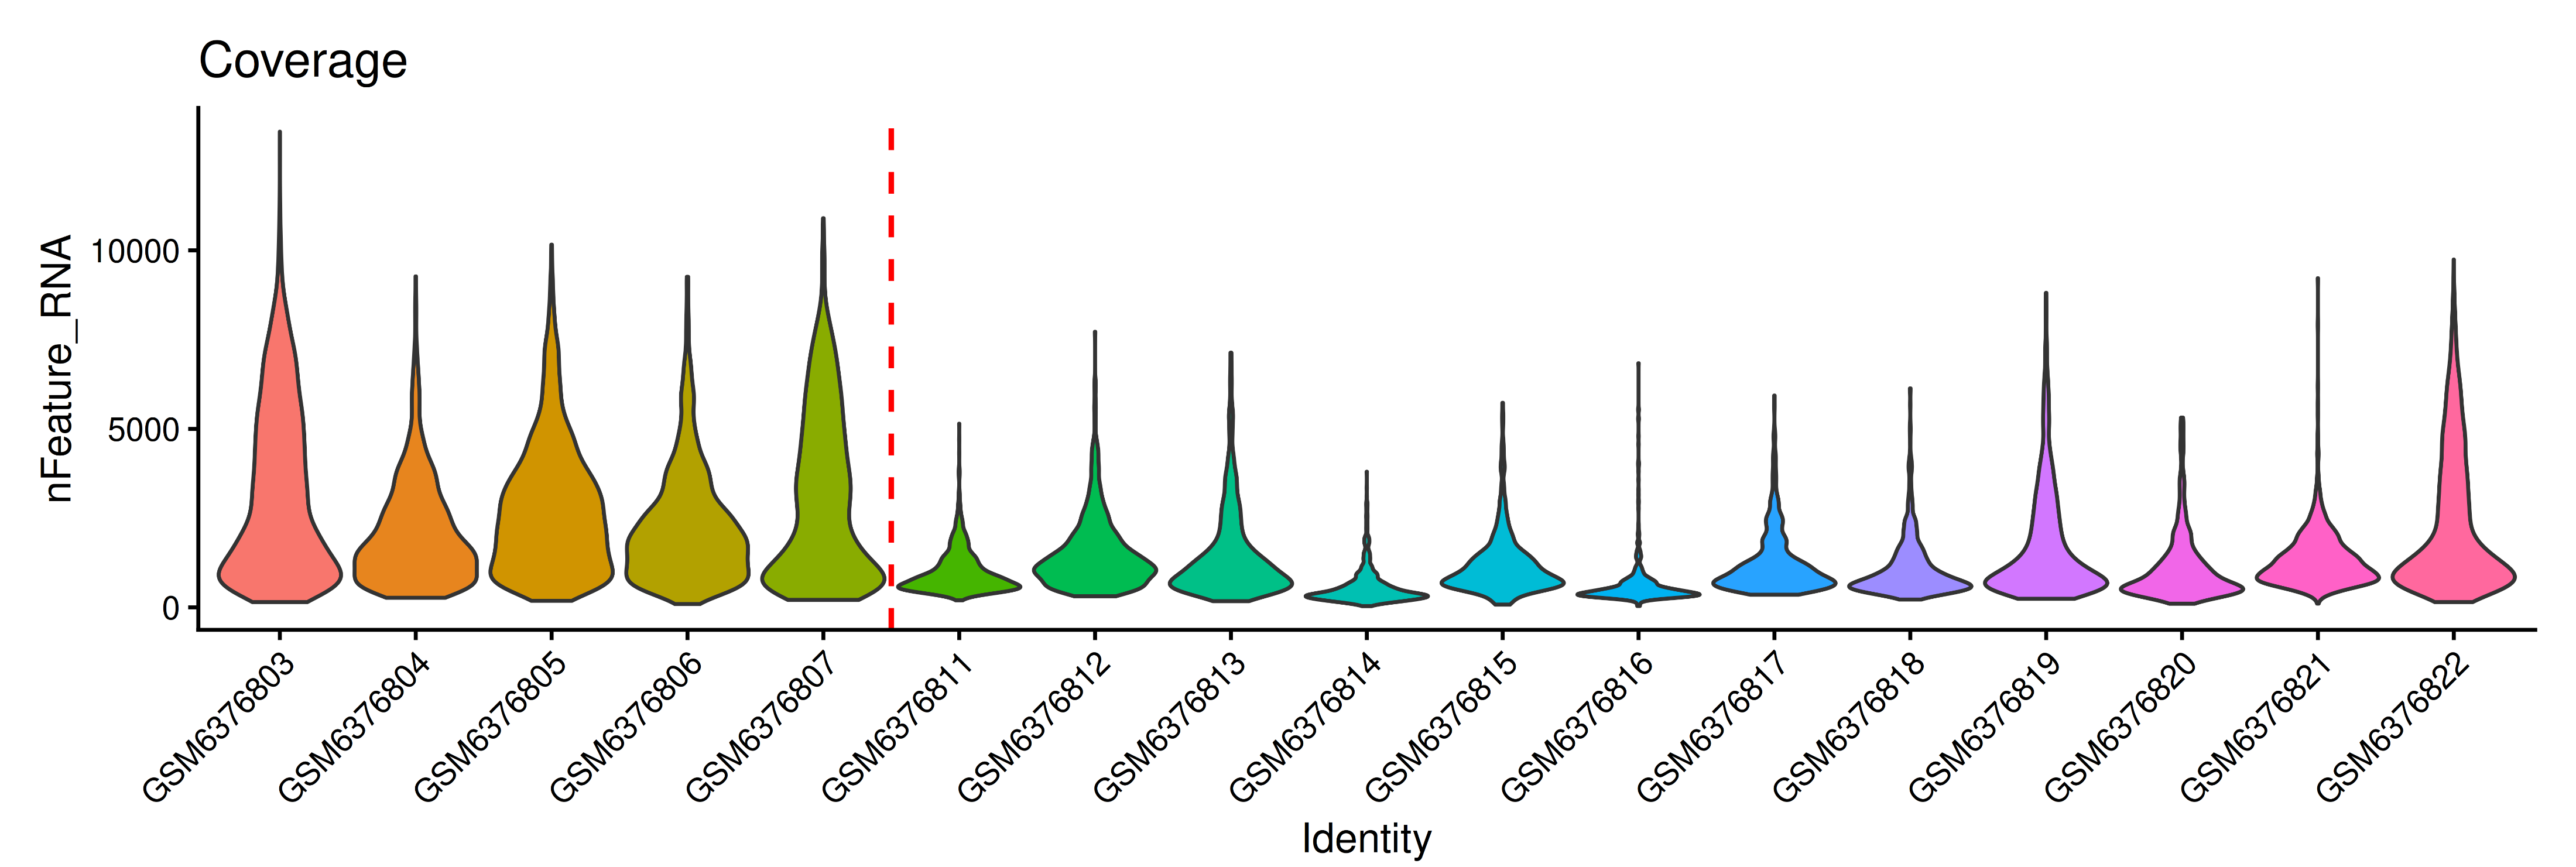 Coverage
nFeature_RNA
10000
5000
0
GSM6376803
GSM6376804
GSM6376805
GSM6376806
GSM6376807
GSM6376811
GSM6376812
GSM6376813
GSM6376814
GSM6376815
GSM6376816
GSM6376817
GSM6376818
GSM6376819
GSM6376820
GSM6376821
GSM6376822
Identity